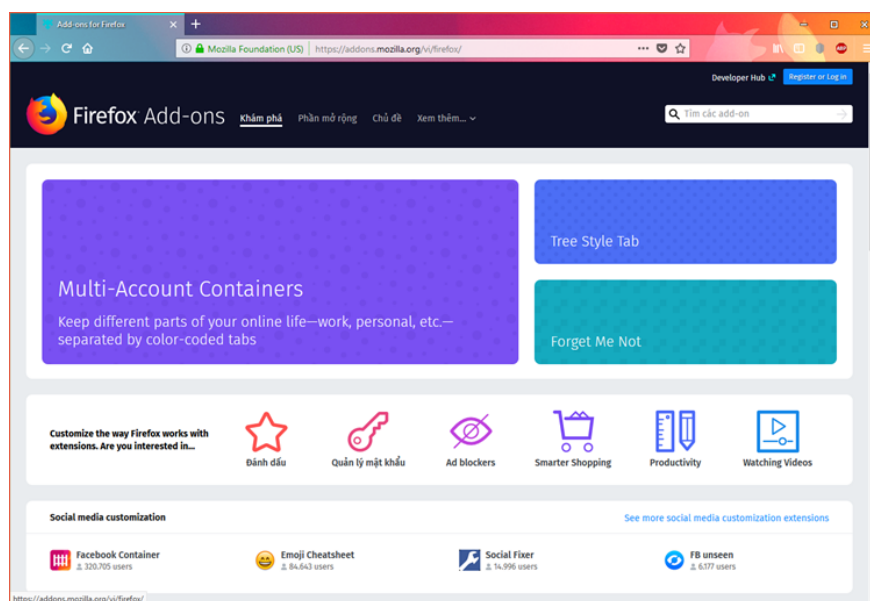 Add-ons for Firefox
Mozilla Foundation (US) https://addons.mozilla.org/vi/firefox/
Developer Hub
Register or Log in
Firefox Add-ons
Khám phá Phần mở rộng Chủ đề Xem thêm...
Tìm các add-on
Multi-Account Containers
Keep different parts of your online life—work, personal, etc.—
separated by color-coded tabs
Tree Style Tab
Forget Me Not
Customize the way Firefox works with
extensions. Are you interested in...
Đánh dấu
Quản lý mật khẩu
Ad blockers
Smarter Shopping
Productivity
Watching Videos
Social media customization
See more social media customization extensions
Facebook Container
320.705 users
Emoji Cheatsheet
84.643 users
Social Fixer
14.996 users
FB unseen
6.177 users
https://addons.mozilla.org/vi/firefox/